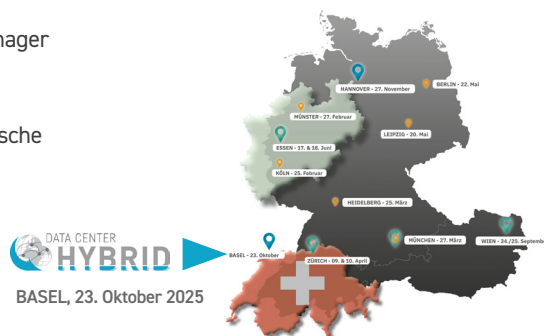 nager
sche
HANNOVER - 27. November
BERLIN - 22. Mai
MÜNSTER - 27. Februar
LEIPZIG - 20. Mai
ESSEN - 17. & 18. Juni
KÖLN - 25. Februar
HEIDELBERG - 25. März
MÜNCHEN - 27. März
WIEN - 24./25. Septembe
BASEL - 23. Oktober
ZÜRICH - 09. & 10. April
DATA CENTER
HYBRID
BASEL, 23. Oktober 2025